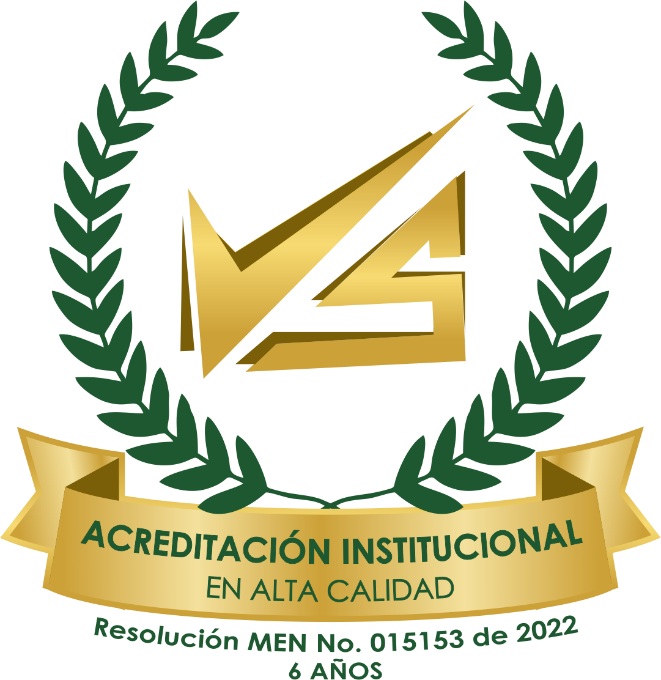 ACREDITACIÓN INSTITUCIONAL
EN ALTA CALIDAD
Resolución MEN No. 015153 de 2022
6 AÑOS